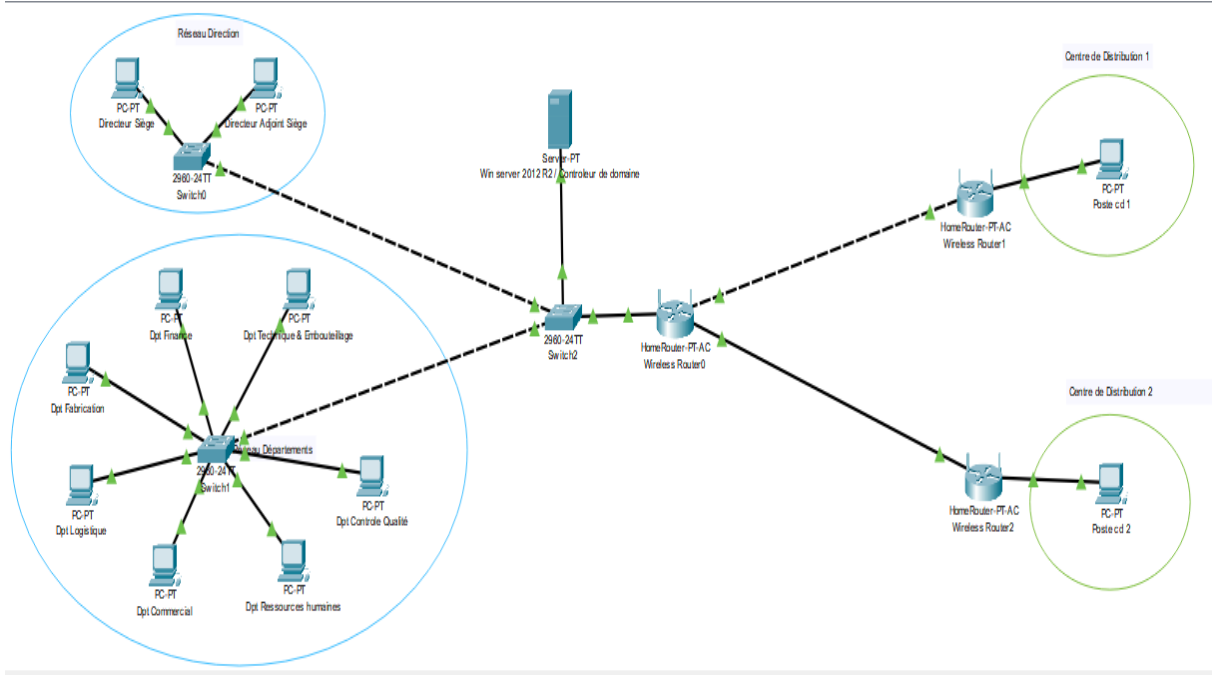 Réseau Direction
PC-PT
Directeur Siège
PC-PT
Directeur Adjoint Siège
2960-24TT
Switch0
Server-PT
Win server 2012 R2 / Controleur de domaine
Centre de Distribution 1
PC-PT
Poste cd 1
HomeRouter-PT-AC
Wireless Router1
PC-PT
Dpt Finance
PC-PT
Dpt Technique & Embouteillage
2960-24TT
Switch2
HomeRouter-PT-AC
Wireless Router0
PC-PT
Dpt Fabrication
Centre de Distribution 2
Réseau Départements
2960-24TT
Switch1
PC-PT
Dpt Logistique
PC-PT
Dpt Controle Qualité
HomeRouter-PT-AC
Wireless Router2
PC-PT
Poste cd 2
PC-PT
Dpt Commercial
PC-PT
Dpt Ressources humaines